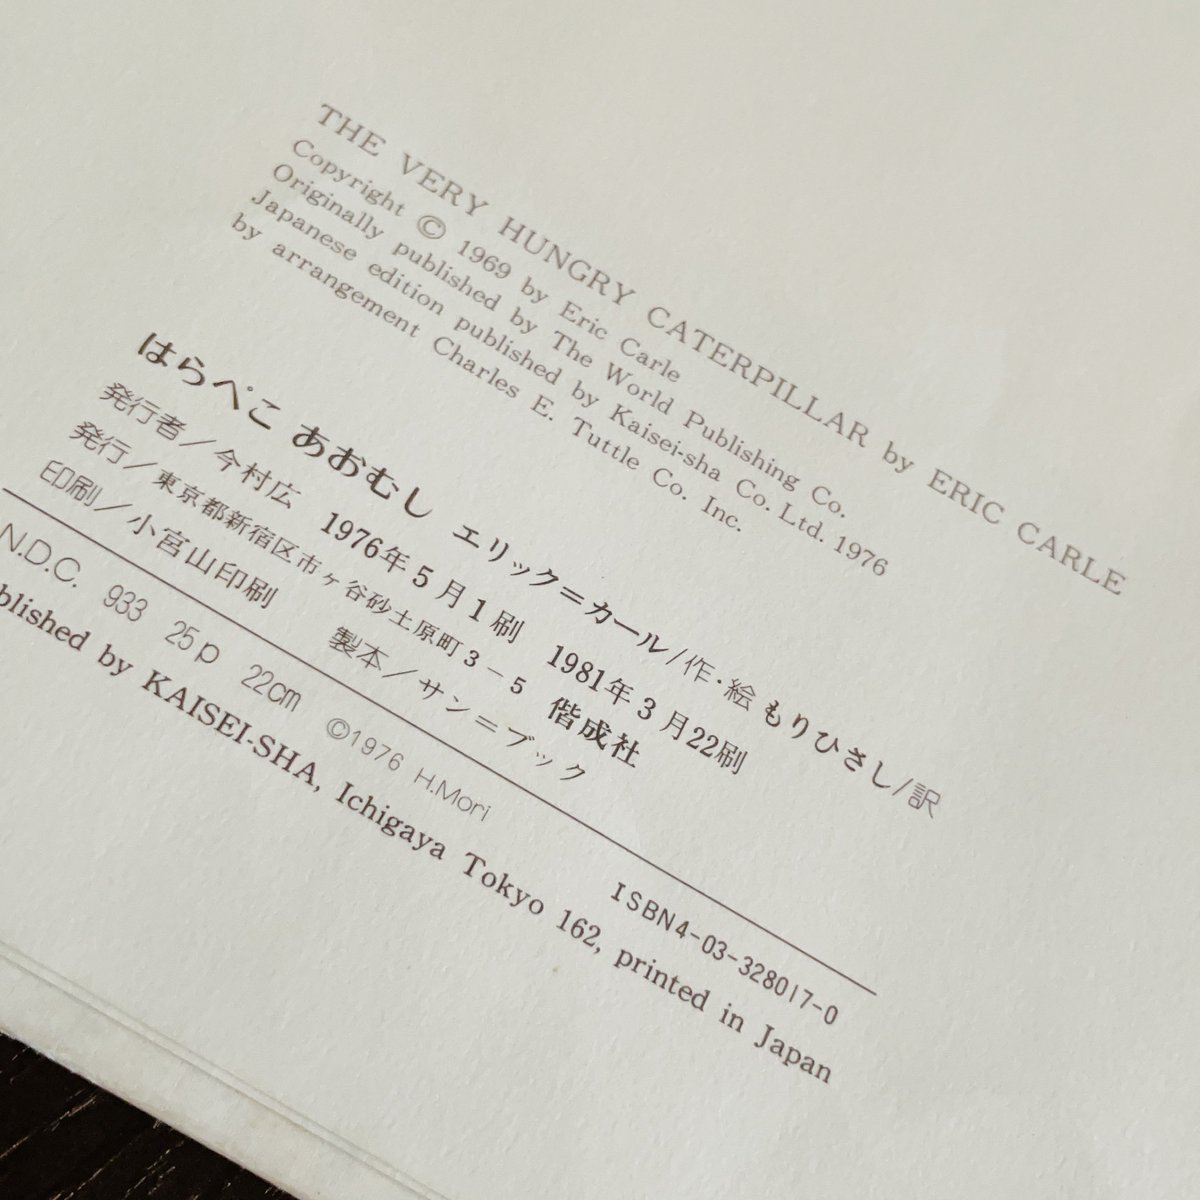 THE VERY HUNGRY CATERPILLAR by ERIC CARLE
Copyright © 1969 by Eric Carle
Originally published by The World Publishing Co.
Japanese edition published by Kaisei-sha Co. Ltd. 1976
by arrangement Charles E. Tuttle Co. Inc.
はらぺこ あおむし エリック＝カール/作・絵 もりひさし/訳
発行者／今村広 1976年5月1刷 1981年3月22刷
発行／東京都新宿区市ヶ谷砂土原町3－5 偕成社
印刷／小宮山印刷 製本／サン＝ブック
N.D.C. 933 25p 22cm ©1976 H.Mori ISBN4-03-328017-0
by KAISEI-SHA, Ichigaya Tokyo 162, printed in Japan